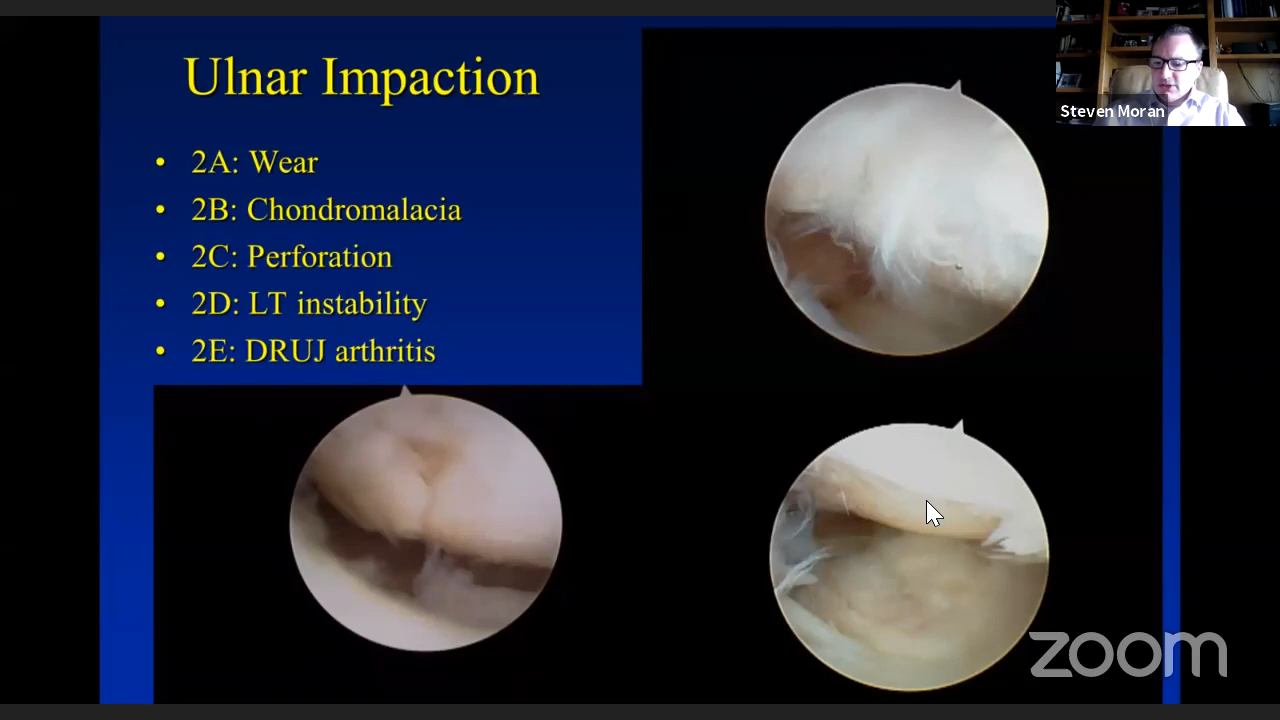 Ulnar Impaction
• 2A: Wear
• 2B: Chondromalacia
• 2C: Perforation
• 2D: LT instability
• 2E: DRUJ arthritis
Steven Moran
zoom